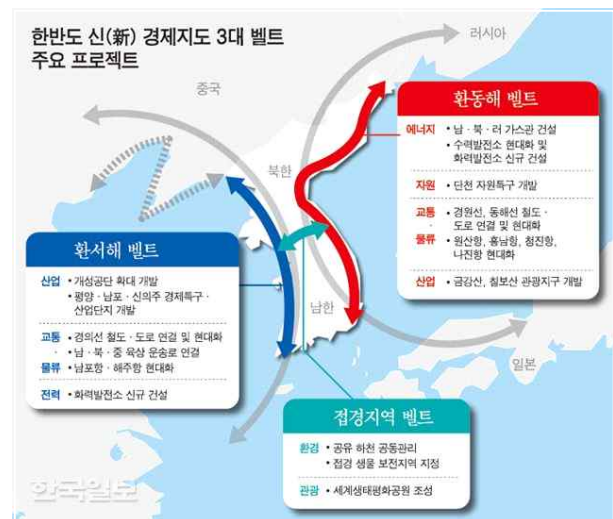 한반도 신(新) 경제지도 3대 벨트
주요 프로젝트
러시아
중국
북한
남한
일본
환동해 벨트
에너지 • 남·북·러 가스관 건설
• 수력발전소 현대화 및
화력발전소 신규 건설
자원 • 단천 자원특구 개발
교통 • 경원선, 동해선 철도·
· 도로 연결 및 현대화
물류 • 원산항, 흥남항, 청진항,
나진항 현대화
산업 • 금강산, 칠보산 관광지구 개발
환서해 벨트
산업 • 개성공단 확대 개발
• 평양·남포·신의주 경제특구·
산업단지 개발
교통 • 경의선 철도·도로 연결 및 현대화
· • 남·북·중 육상 운송로 연결
물류 • 남포항·해주항 현대화
전력 • 화력발전소 신규 건설
접경지역 벨트
환경 • 공유 하천 공동관리
• 접경 생물 보전지역 지정
관광 • 세계생태평화공원 조성
한국일보